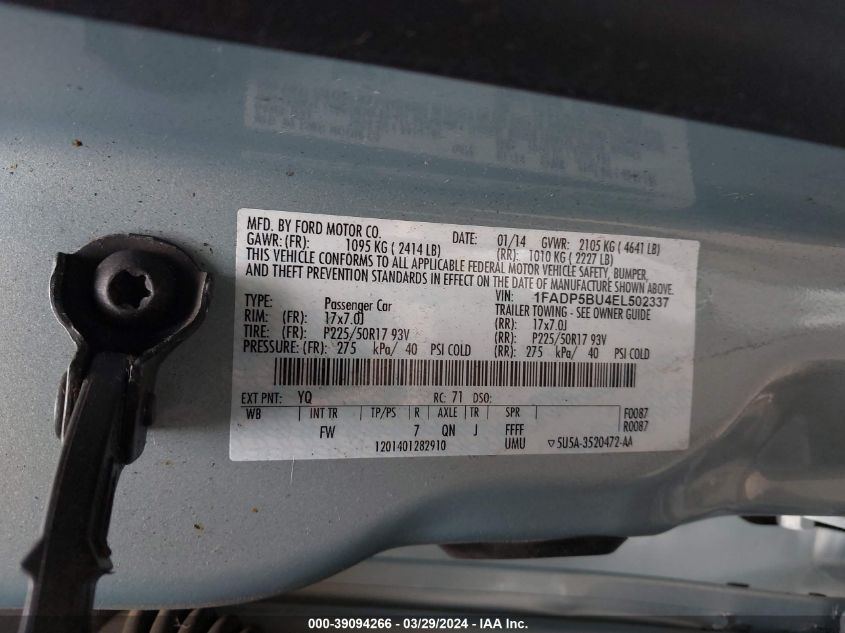 MFD. BY FORD MOTOR CO.
DATE: 01/14 GVWR: 2105 KG ( 4641 LB)
GAWR: (FR): 1095 KG ( 2414 LB) (RR): 1010 KG ( 2227 LB)
THIS VEHICLE CONFORMS TO ALL APPLICABLE FEDERAL MOTOR VEHICLE SAFETY, BUMPER,
AND THEFT PREVENTION STANDARDS IN EFFECT ON THE DATE OF MANUFACTURE SHOWN ABOVE.
VIN: 1FADP5BU4EL502337
TYPE: Passenger Car TRAILER TOWING - SEE OWNER GUIDE
RIM: (FR): 17x7.0J (RR): 17x7.0J
TIRE: (FR): P225/50R17 93V (RR): P225/50R17 93V
PRESSURE: (FR): 275 kPa/ 40 PSI COLD (RR): 275 kPa/ 40 PSI COLD
EXT PNT: YQ RC: 71 DSO:
WB INT TR TP/PS R AXLE TR SPR F0087
FW 7 QN J FFFF R0087
1201401282910 UMU ▽5U5A-3520472-AA
000-39094266 - 03/29/2024 - IAA Inc.